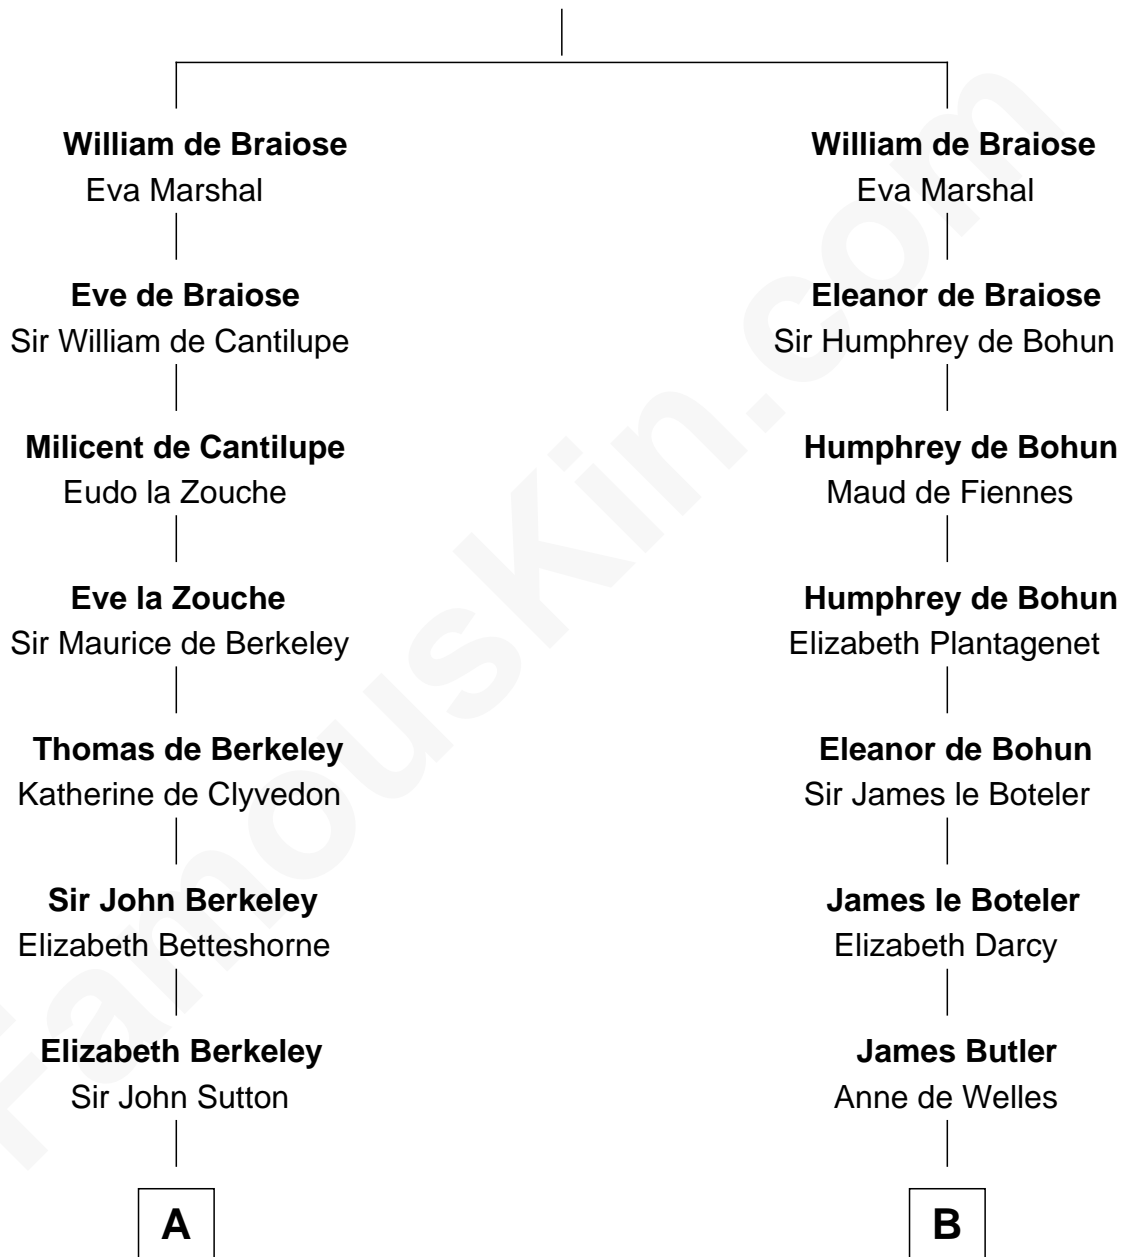 William de Braiose
Eva Marshal
Eve de Braiose
Sir William de Cantilupe
Milicent de Cantilupe
Eudo la Zouche
Eve la Zouche
Sir Maurice de Berkeley
Thomas de Berkeley
Katherine de Clyvedon
Sir John Berkeley
Elizabeth Betteshorne
Elizabeth Berkeley
Sir John Sutton
A
William de Braiose
Eva Marshal
Eleanor de Braiose
Sir Humphrey de Bohun
Humphrey de Bohun
Maud de Fiennes
Humphrey de Bohun
Elizabeth Plantagenet
Eleanor de Bohun
Sir James le Boteler
James le Boteler
Elizabeth Darcy
James Butler
Anne de Welles
B
FamousKin.com